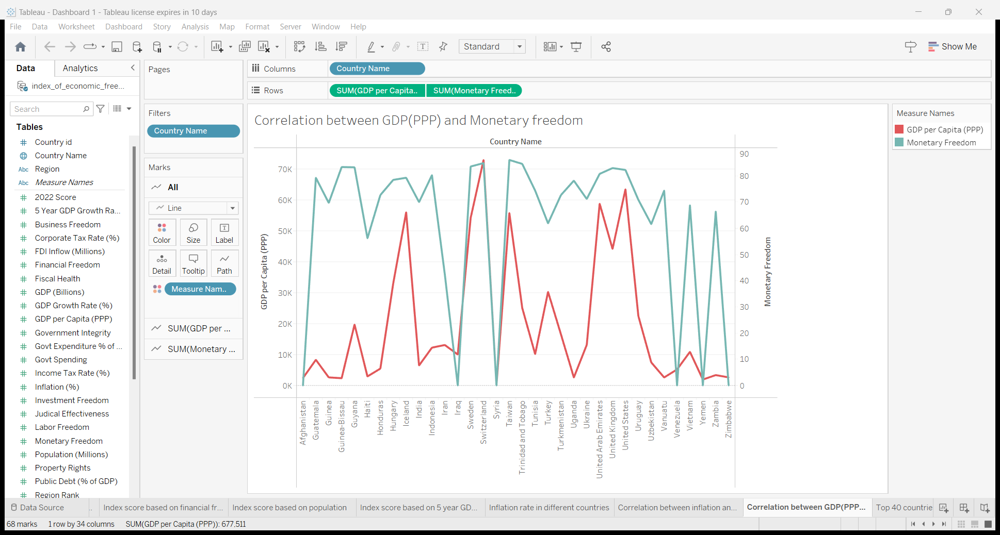 Tableau - Dashboard 1 - Tableau license expires in 10 days
File Data Worksheet Dashboard Story Analysis Map Format Server Window Help
Standard
Show Me
Data Analytics
index_of_economic_free...
Search
Tables
Country id
Country Name
Abc Region
Abc Measure Names
2022 Score
5 Year GDP Growth Ra...
Business Freedom
Corporate Tax Rate (%)
FDI Inflow (Millions)
Financial Freedom
Fiscal Health
GDP (Billions)
GDP Growth Rate (%)
GDP per Capita (PPP)
Government Integrity
Govt Expenditure % of ...
Govt Spending
Income Tax Rate (%)
Inflation (%)
Investment Freedom
Judical Effectiveness
Labor Freedom
Monetary Freedom
Population (Millions)
Property Rights
Public Debt (% of GDP)
Region Rank
Pages
Filters
Country Name
Marks
All
Line
Color Size Label
Detail Tooltip Path
Measure Nam..
SUM(GDP per ...
SUM(Monetary ...
Columns Country Name
Rows SUM(GDP per Capita.. SUM(Monetary Freed..
Correlation between GDP(PPP) and Monetary freedom
Country Name
GDP per Capita (PPP)
70K
60K
50K
40K
30K
20K
10K
0K
90
80
70
60
50
40
30
20
10
0
Monetary Freedom
Afghanistan
Guatemala
Guinea
Guinea-Bissau
Guyana
Haiti
Honduras
Hungary
Iceland
India
Indonesia
Iran
Iraq
Sweden
Switzerland
Syria
Taiwan
Trinidad and Tobago
Tunisia
Turkey
Turkmenistan
Uganda
Ukraine
United Arab Emirates
United Kingdom
United States
Uruguay
Uzbekistan
Vanuatu
Venezuela
Vietnam
Yemen
Zambia
Zimbabwe
Measure Names
GDP per Capita (PPP)
Monetary Freedom
Data Source .. Index score based on financial fr... Index score based on population Index score based on 5 year GD... Inflation rate in different countries Correlation between inflation an... Correlation between GDP(PPP... Top 40 countrie
68 marks 1 row by 34 columns SUM(GDP per Capita (PPP)): 677,511